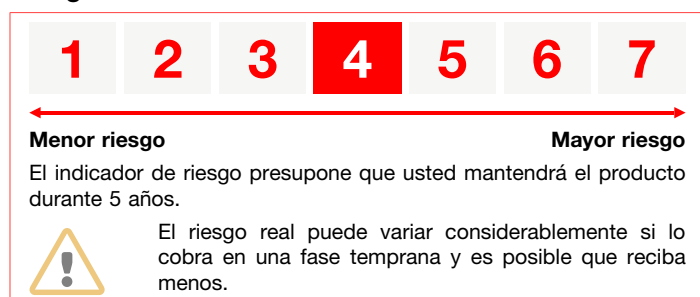 1 2 3 4 5 6 7
Menor riesgo Mayor riesgo
El indicador de riesgo presupone que usted mantendrá el producto
durante 5 años.
El riesgo real puede variar considerablemente si lo
cobra en una fase temprana y es posible que reciba
menos.